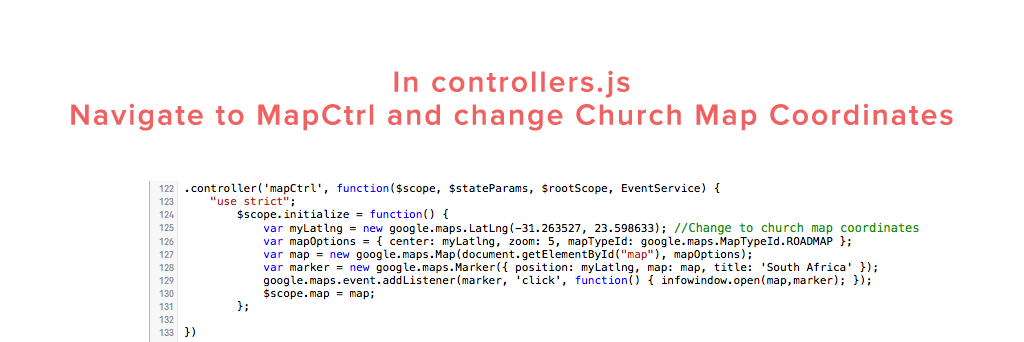 In controllers.js
Navigate to MapCtrl and change Church Map Coordinates
122 .controller('mapCtrl', function($scope, $stateParams, $rootScope, EventService) {
123 "use strict";
124 $scope.initialize = function() {
125 var myLatlng = new google.maps.LatLng(-31.263527, 23.598633); //Change to church map coordinates
126 var mapOptions = { center: myLatlng, zoom: 5, mapTypeId: google.maps.MapTypeId.ROADMAP };
127 var map = new google.maps.Map(document.getElementById("map"), mapOptions);
128 var marker = new google.maps.Marker({ position: myLatlng, map: map, title: 'South Africa' });
129 google.maps.event.addListener(marker, 'click', function() { infowindow.open(map,marker); });
130 $scope.map = map;
131 };
132
133 })